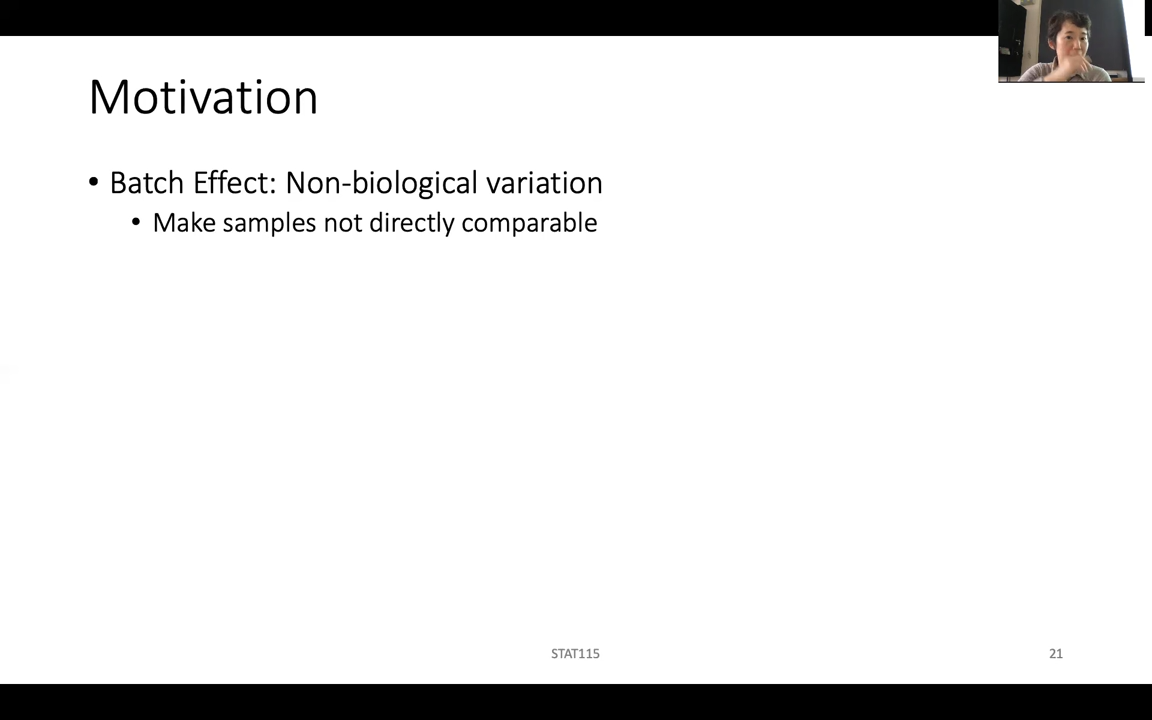 Motivation
• Batch Effect: Non-biological variation
• Make samples not directly comparable
STAT115
21